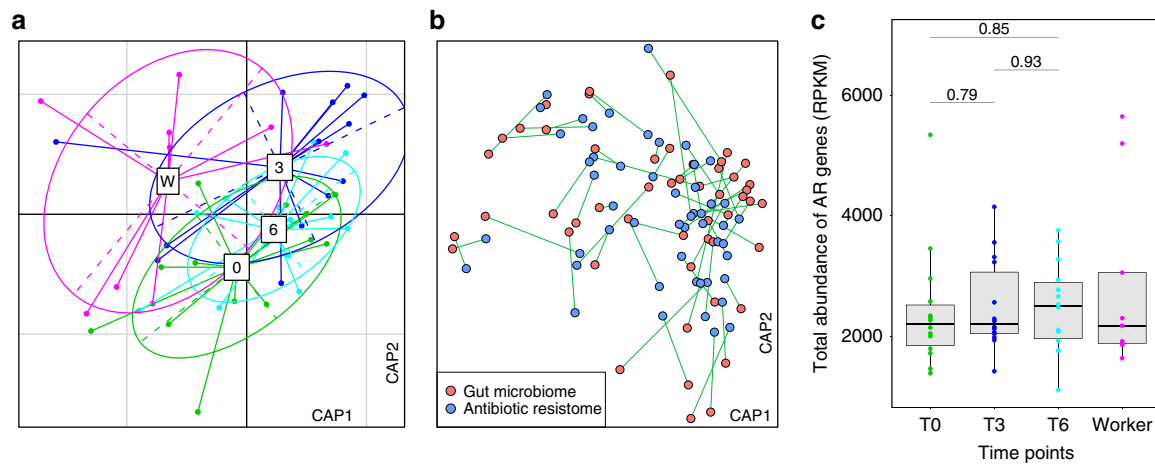 a
W
3
6
0
CAP2
CAP1
b
CAP2
Gut microbiome
Antibiotic resistome
CAP1
c
0.85
0.93
0.79
Total abundance of AR genes (RPKM)
6000
4000
2000
T0 T3 T6 Worker
Time points